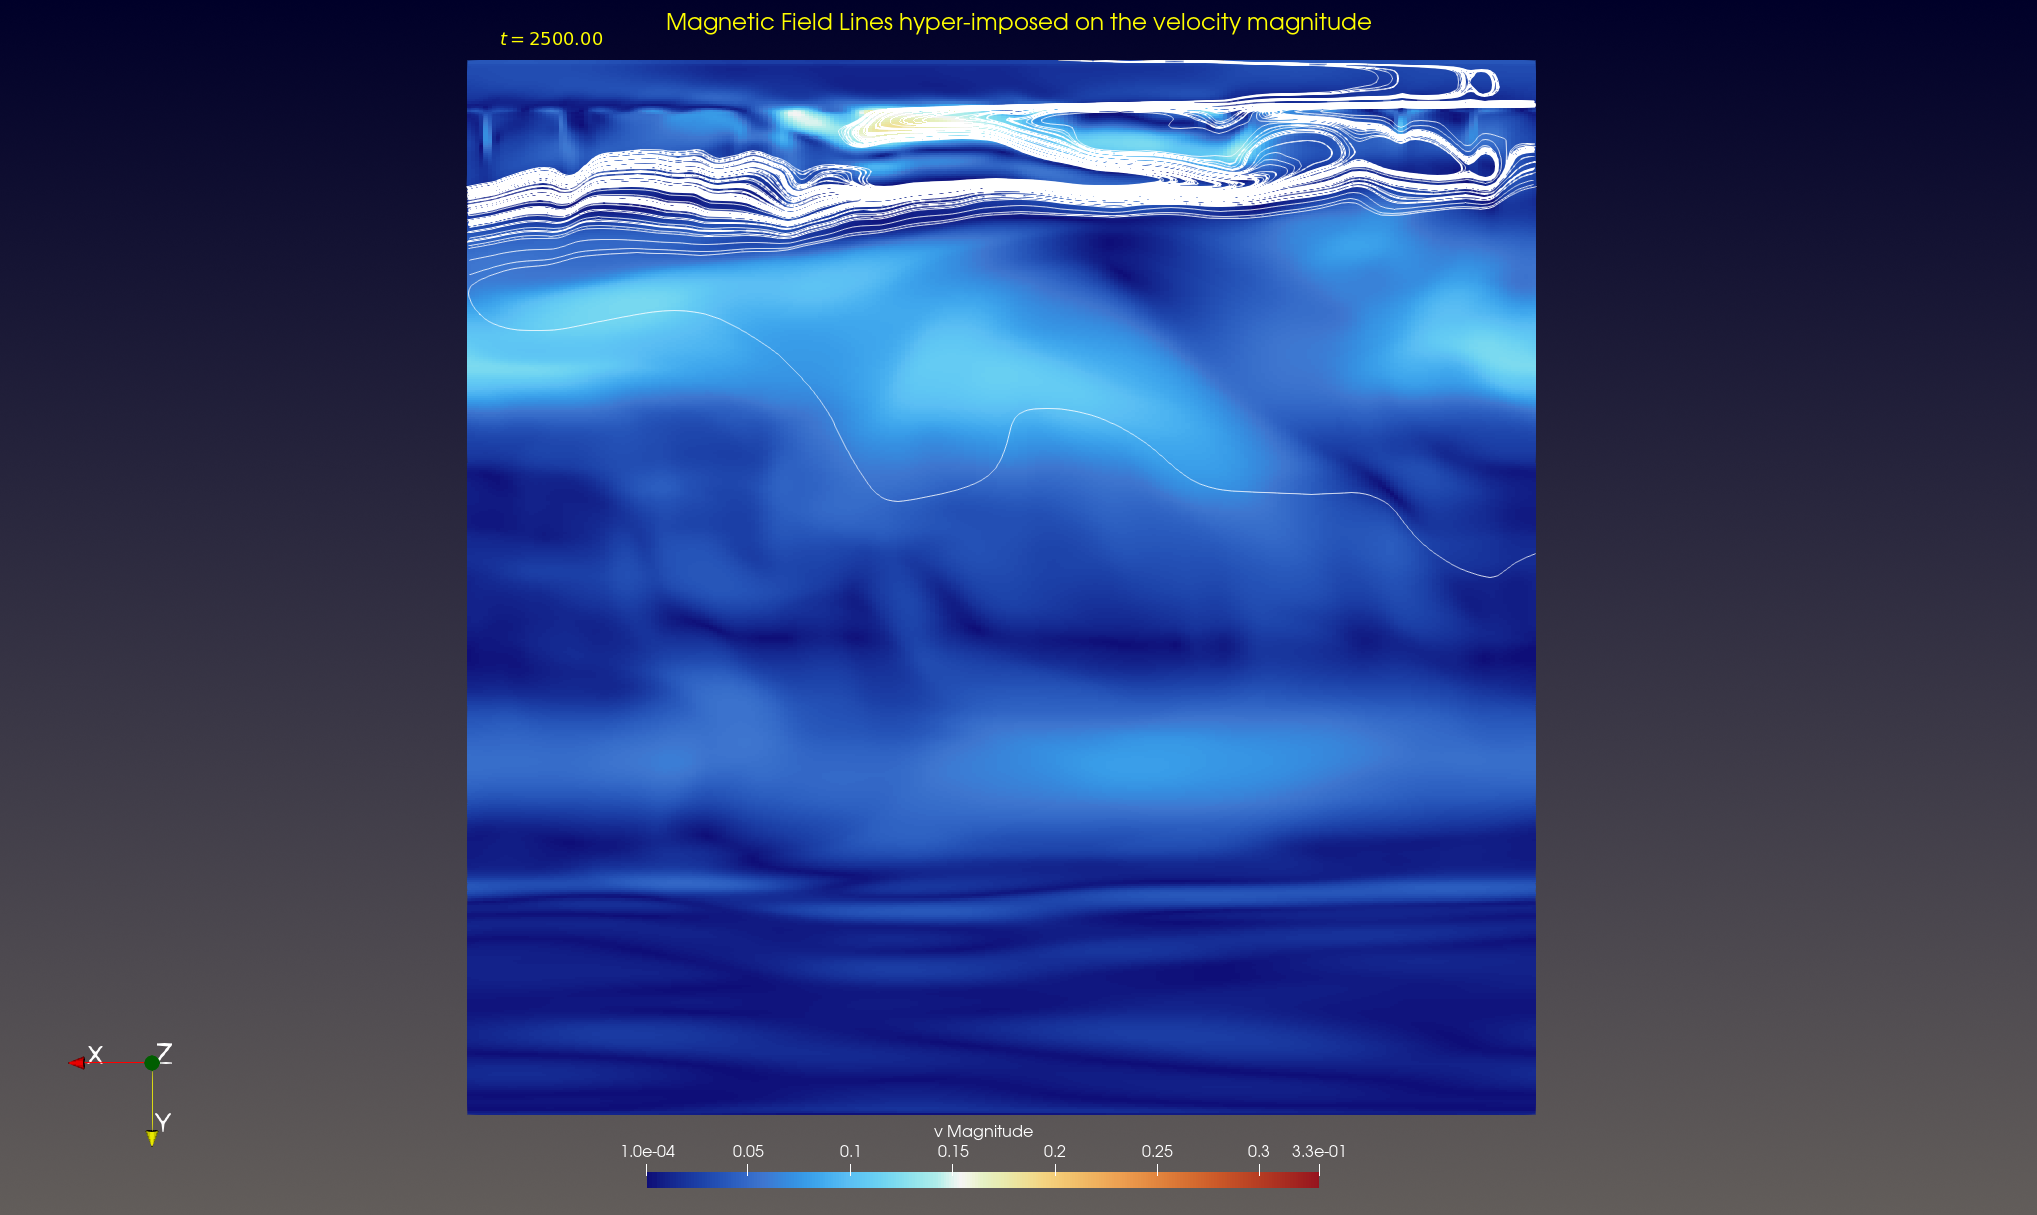 Magnetic Field Lines hyper-imposed on the velocity magnitude
t = 2500.00
X Z
Y
v Magnitude
1.0e-04 0.05 0.1 0.15 0.2 0.25 0.3 3.3e-01